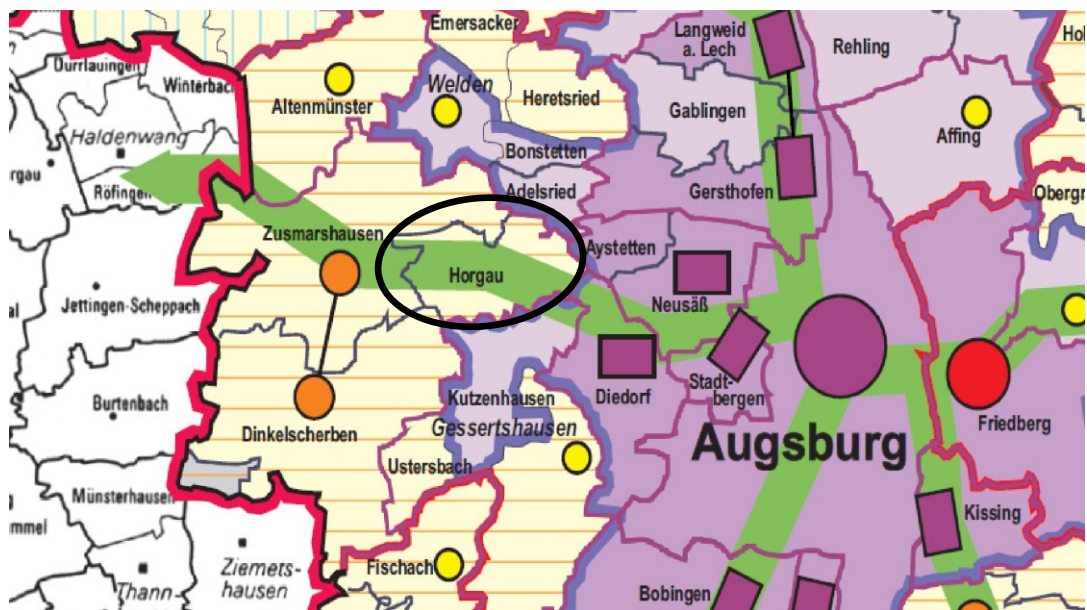 Emersacker
Langweid
a. Lech
Rehling
Durrlauingen
Winterbach
Altenmünster
Welden
Heretsried
Gablingen
Affing
Haldenwang
Bonstetten
Röfingen
Adelsried
Gersthofen
Obergr
Zusmarshausen
Aystetten
Horgau
Neusäß
Jettingen-Scheppach
Stadt-
bergen
Diedorf
Burtenbach
Kutzenhausen
Gessertshausen
Friedberg
Dinkelscherben
Augsburg
Ustersbach
Münsterhausen
Kissing
Ziemets-
hausen
Fischach
Thann
Bobingen